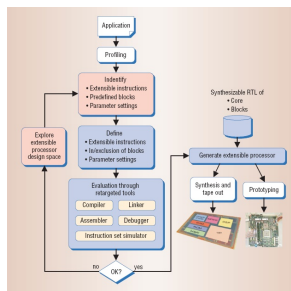 Application
Profiling
Indentify
• Extensible instructions
• Predefined blocks
• Parameter settings
Define
• Extensible instructions
• In/exclusion of blocks
• Parameter settings
Explore
extensible
processor
design space
Evaluation through
retargeted tools
Compiler
Linker
Assembler
Debugger
Instruction set simulator
no
OK?
yes
Synthesizable RTL of
• Core
• Blocks
Generate extensible processor
Synthesis and
tape out
Prototyping